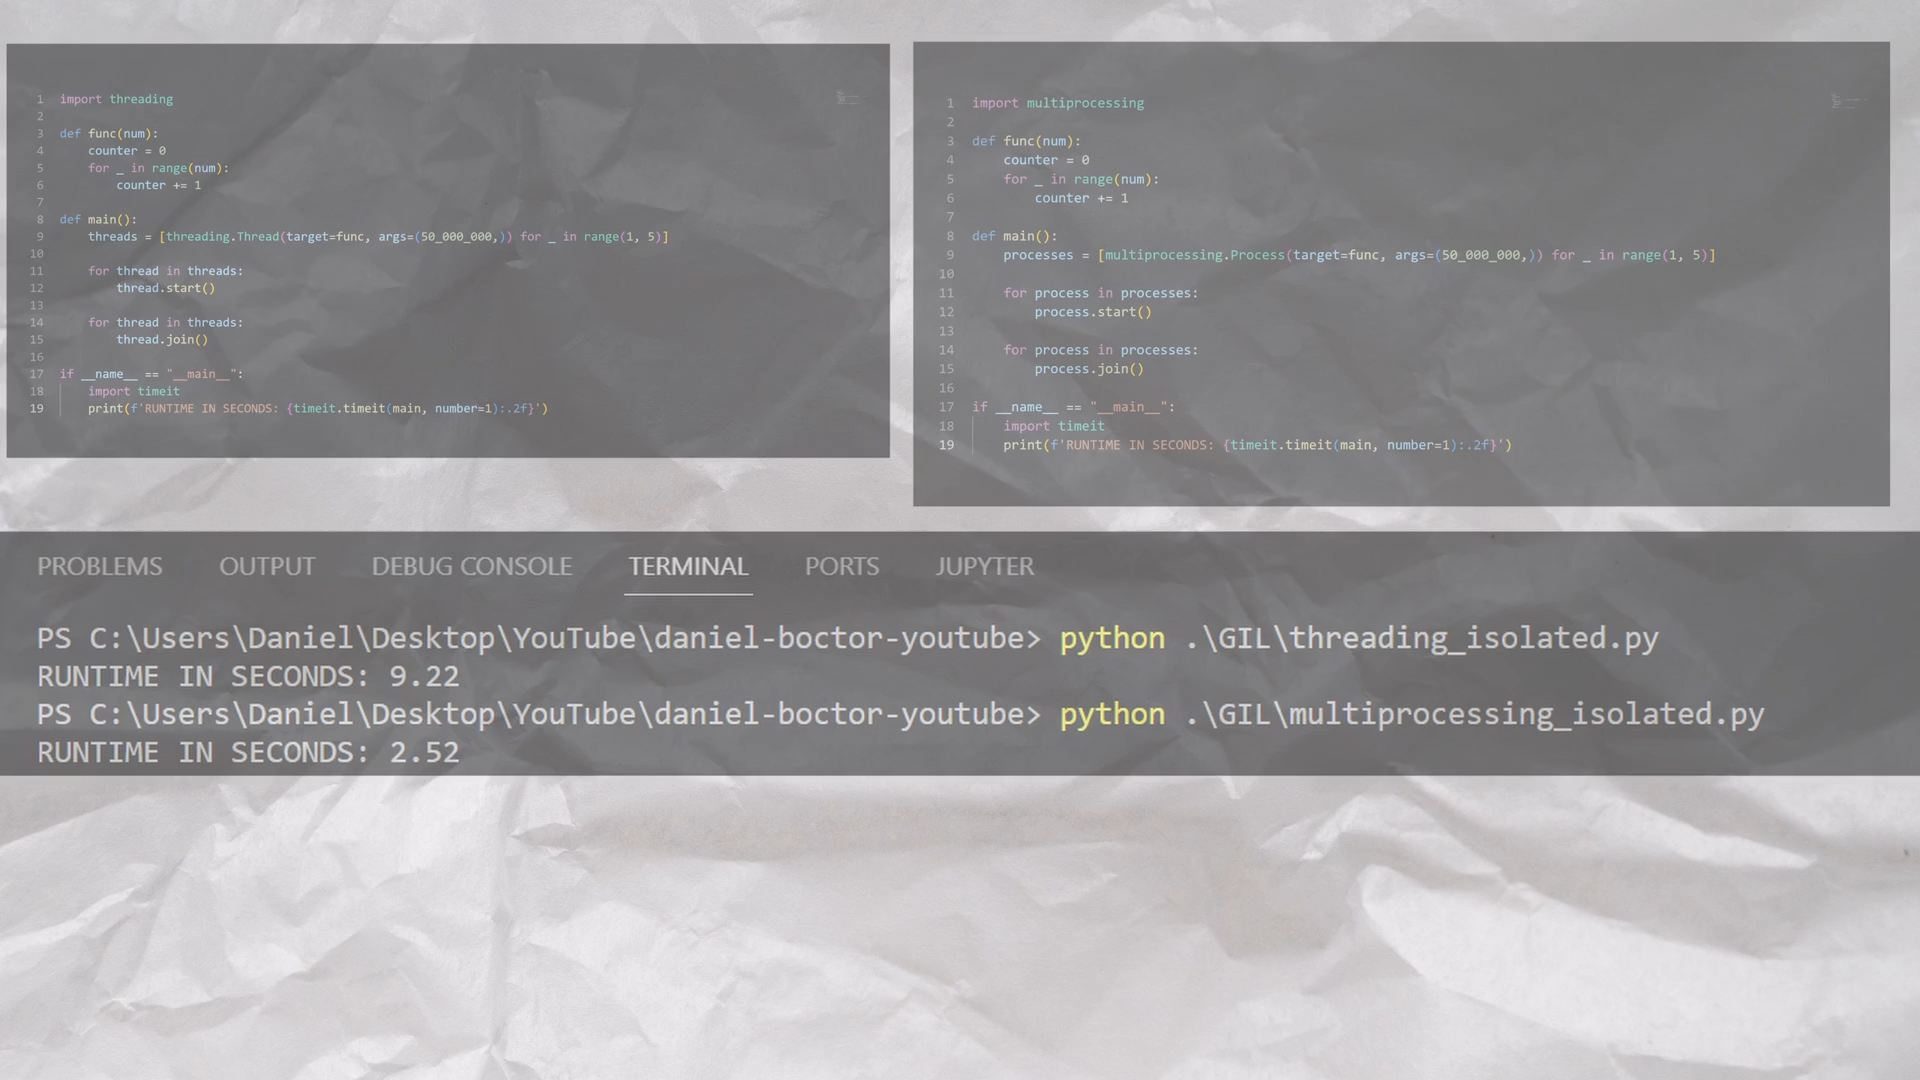 1 import threading
2
3 def func(num):
4     counter = 0
5     for _ in range(num):
6         counter += 1
7
8 def main():
9     threads = [threading.Thread(target=func, args=(50_000_000,)) for _ in range(1, 5)]
10
11     for thread in threads:
12         thread.start()
13
14     for thread in threads:
15         thread.join()
16
17 if __name__ == "__main__":
18     import timeit
19     print(f'RUNTIME IN SECONDS: {timeit.timeit(main, number=1):.2f}')
1 import multiprocessing
2
3 def func(num):
4     counter = 0
5     for _ in range(num):
6         counter += 1
7
8 def main():
9     processes = [multiprocessing.Process(target=func, args=(50_000_000,)) for _ in range(1, 5)]
10
11     for process in processes:
12         process.start()
13
14     for process in processes:
15         process.join()
16
17 if __name__ == "__main__":
18     import timeit
19     print(f'RUNTIME IN SECONDS: {timeit.timeit(main, number=1):.2f}')
PROBLEMS OUTPUT DEBUG CONSOLE TERMINAL PORTS JUPYTER
PS C:\Users\Daniel\Desktop\YouTube\daniel-boctor-youtube> python .\GIL\threading_isolated.py
RUNTIME IN SECONDS: 9.22
PS C:\Users\Daniel\Desktop\YouTube\daniel-boctor-youtube> python .\GIL\multiprocessing_isolated.py
RUNTIME IN SECONDS: 2.52